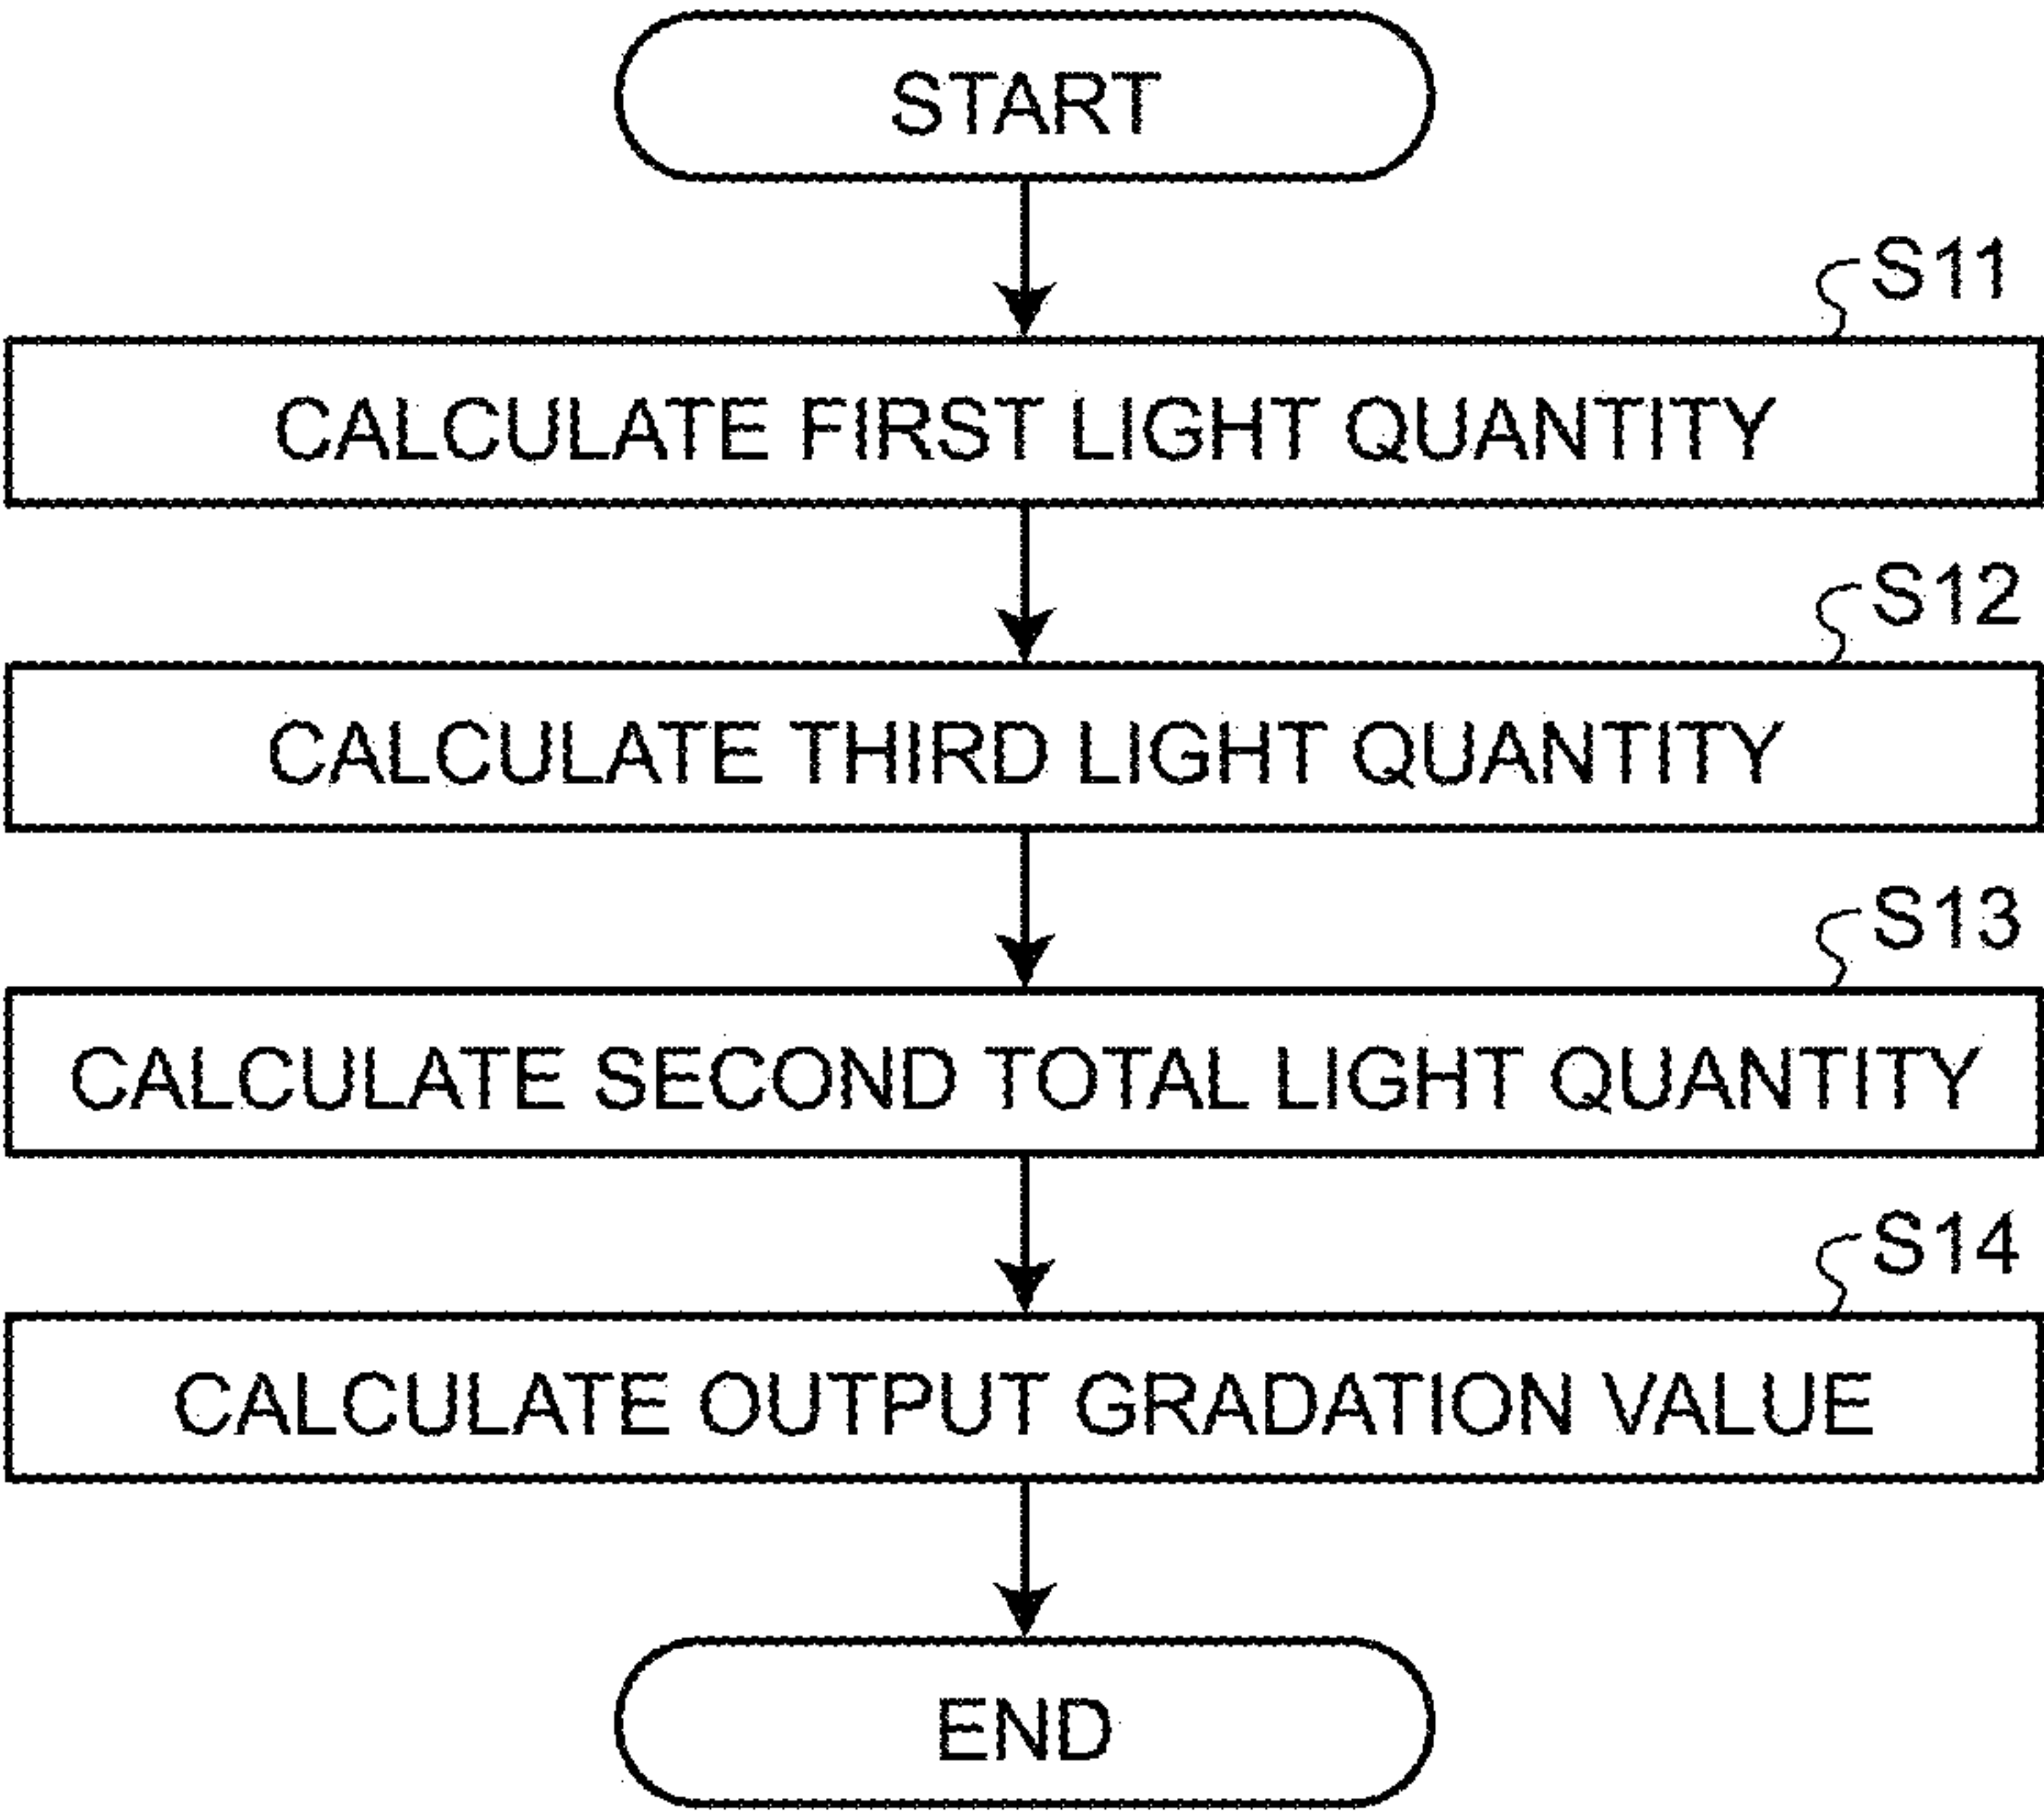 START
S11
CALCULATE FIRST LIGHT QUANTITY
S12
CALCULATE THIRD LIGHT QUANTITY
S13
CALCULATE SECOND TOTAL LIGHT QUANTITY
S14
CALCULATE OUTPUT GRADATION VALUE
END